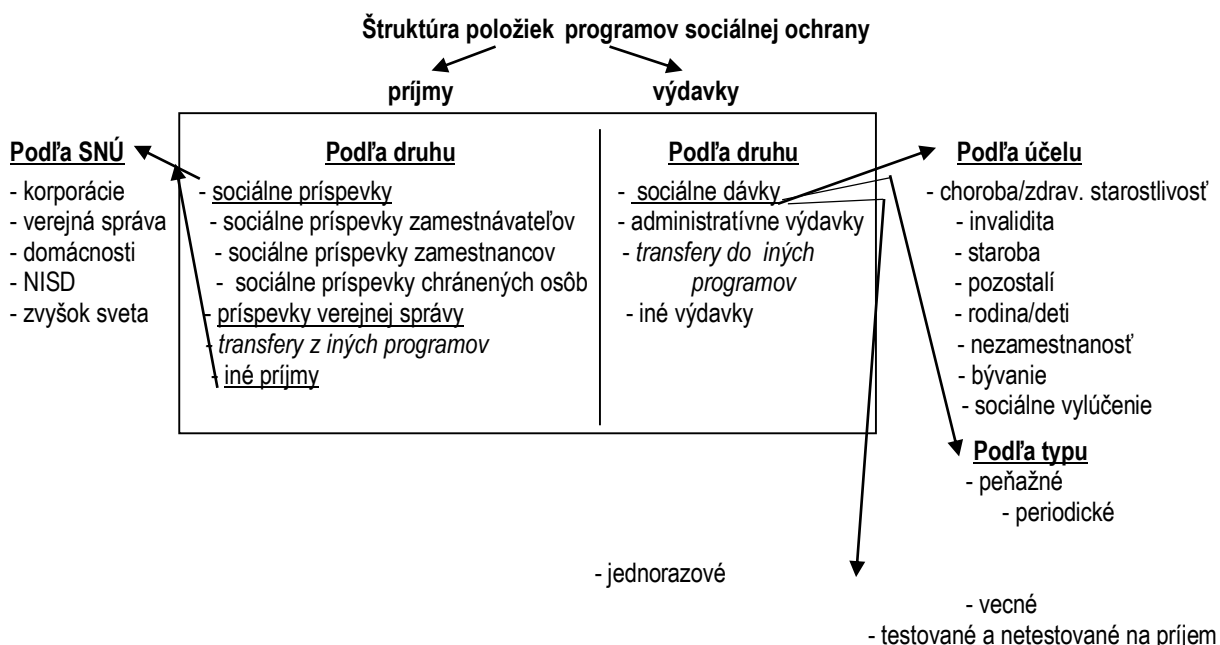 Štruktúra položiek programov sociálnej ochrany
príjmy
výdavky
Podľa SNÚ
- korporácie
- verejná správa
- domácnosti
- NISD
- zvyšok sveta
Podľa druhu
- sociálne príspevky
- sociálne príspevky zamestnávateľov
- sociálne príspevky zamestnancov
- sociálne príspevky chránených osôb
- príspevky verejnej správy
- transfery z iných programov
- iné príjmy
Podľa druhu
- sociálne dávky
- administratívne výdavky
- transfery do iných
programov
- iné výdavky
Podľa účelu
- choroba/zdrav. starostlivosť
- invalidita
- staroba
- pozostalí
- rodina/deti
- nezamestnanosť
- bývanie
- sociálne vylúčenie
Podľa typu
- peňažné
- periodické
- jednorazové
- vecné
- testované a netestované na príjem